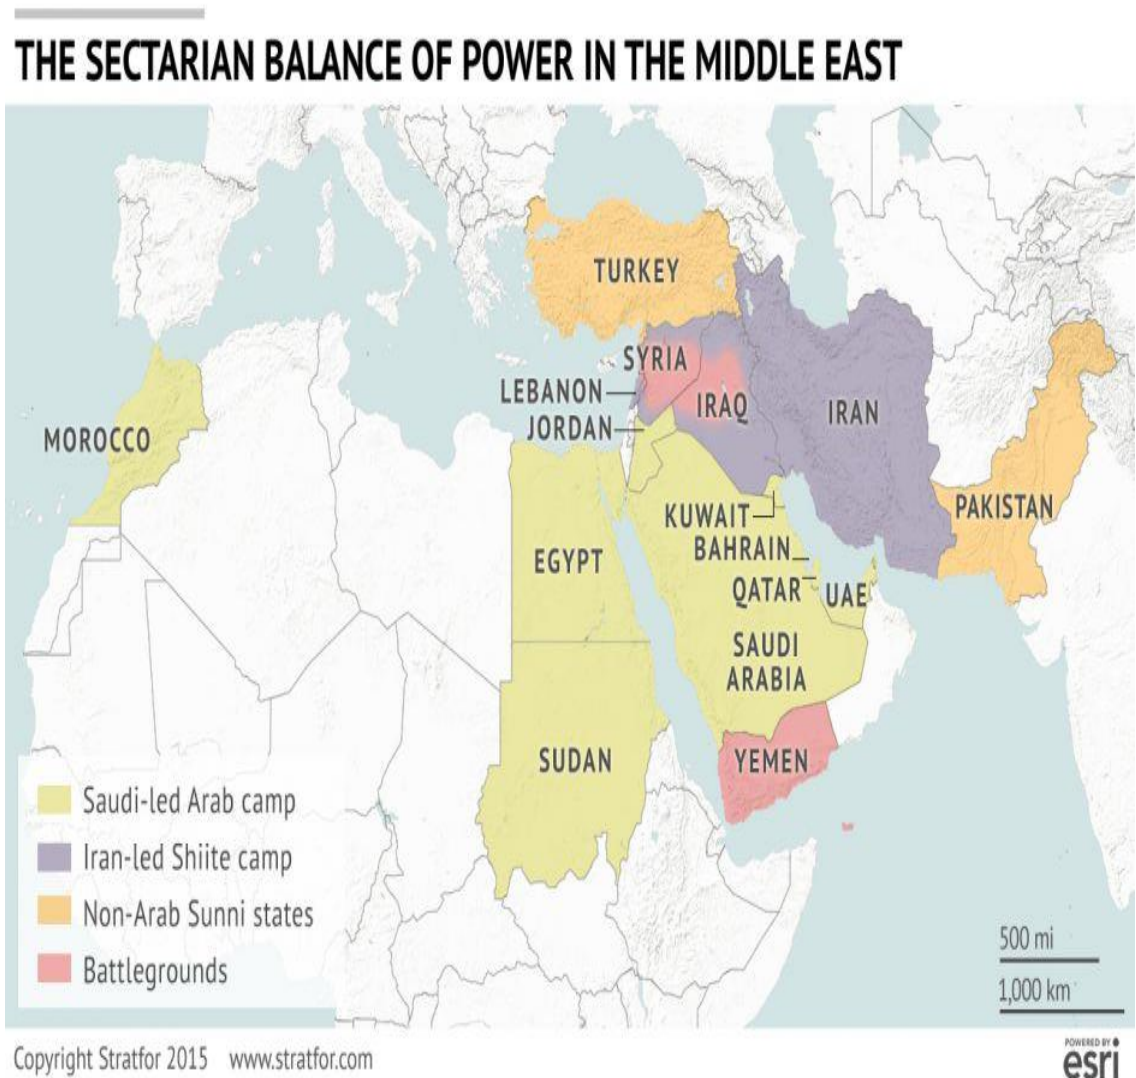 THE SECTARIAN BALANCE OF POWER IN THE MIDDLE EAST
TURKEY
SYRIA
LEBANON
IRAQ
IRAN
JORDAN
MOROCCO
KUWAIT
PAKISTAN
BAHRAIN
EGYPT
QATAR
UAE
SAUDI
ARABIA
SUDAN
YEMEN
Saudi-led Arab camp
Iran-led Shiite camp
Non-Arab Sunni states
Battlegrounds
500 mi
1,000 km
Copyright Stratfor 2015 www.stratfor.com
POWERED BY
esri